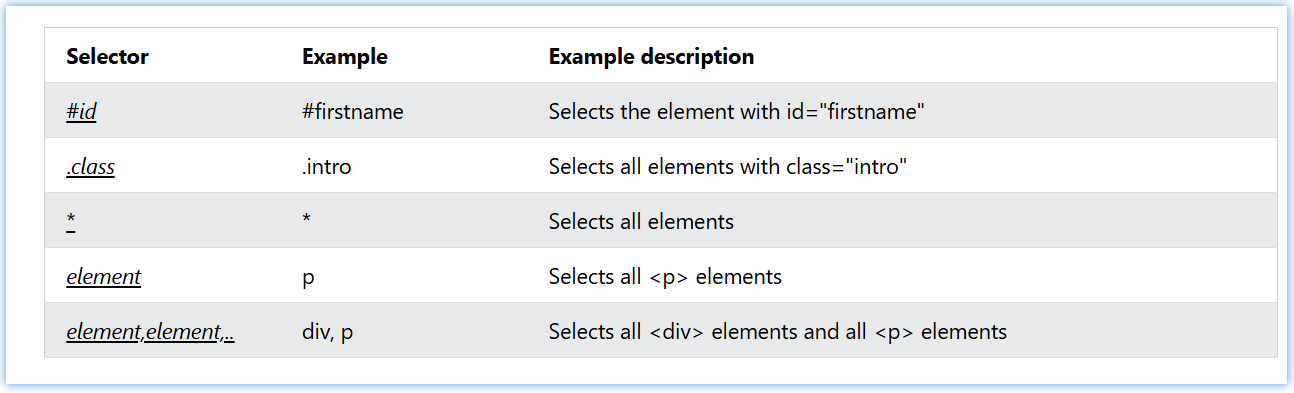 Selector Example Example description
#id #firstname Selects the element with id="firstname"
.class .intro Selects all elements with class="intro"
* * Selects all elements
element p Selects all <p> elements
element,element,.. div, p Selects all <div> elements and all <p> elements